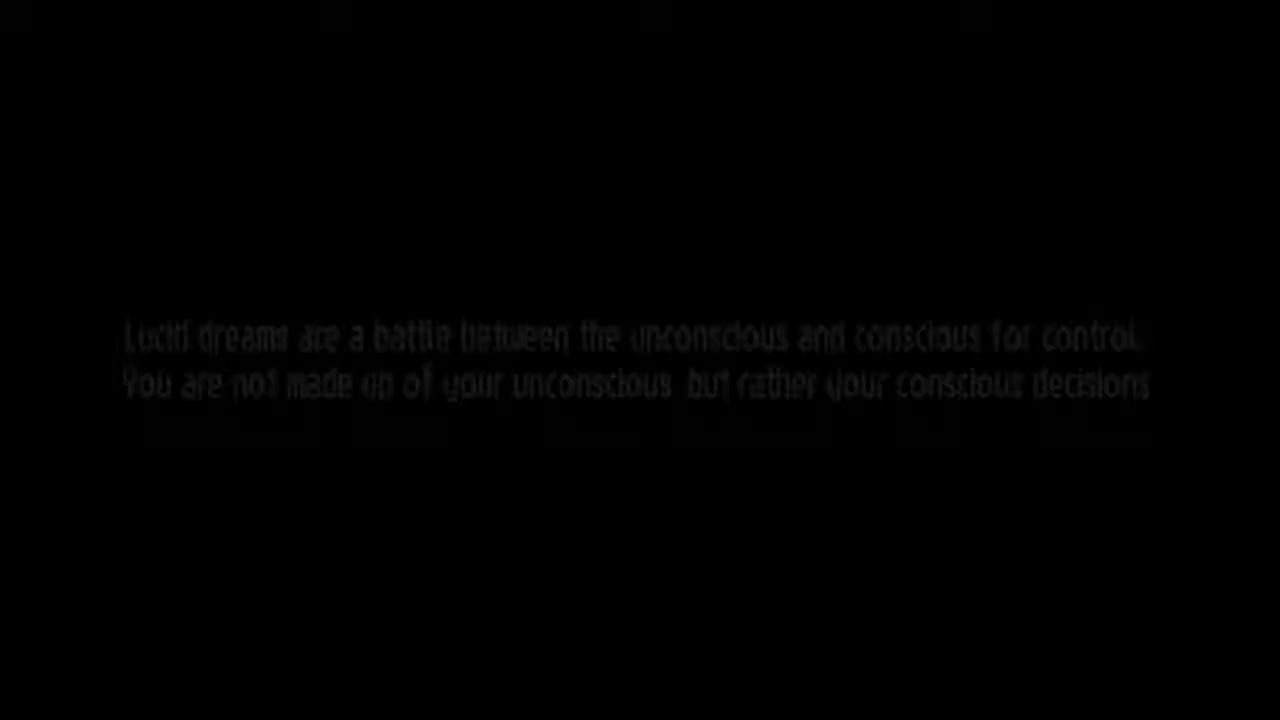 Lucid dreams are a battle between the unconscious and conscious for control.
You are not made up of your unconscious, but rather your conscious decisions